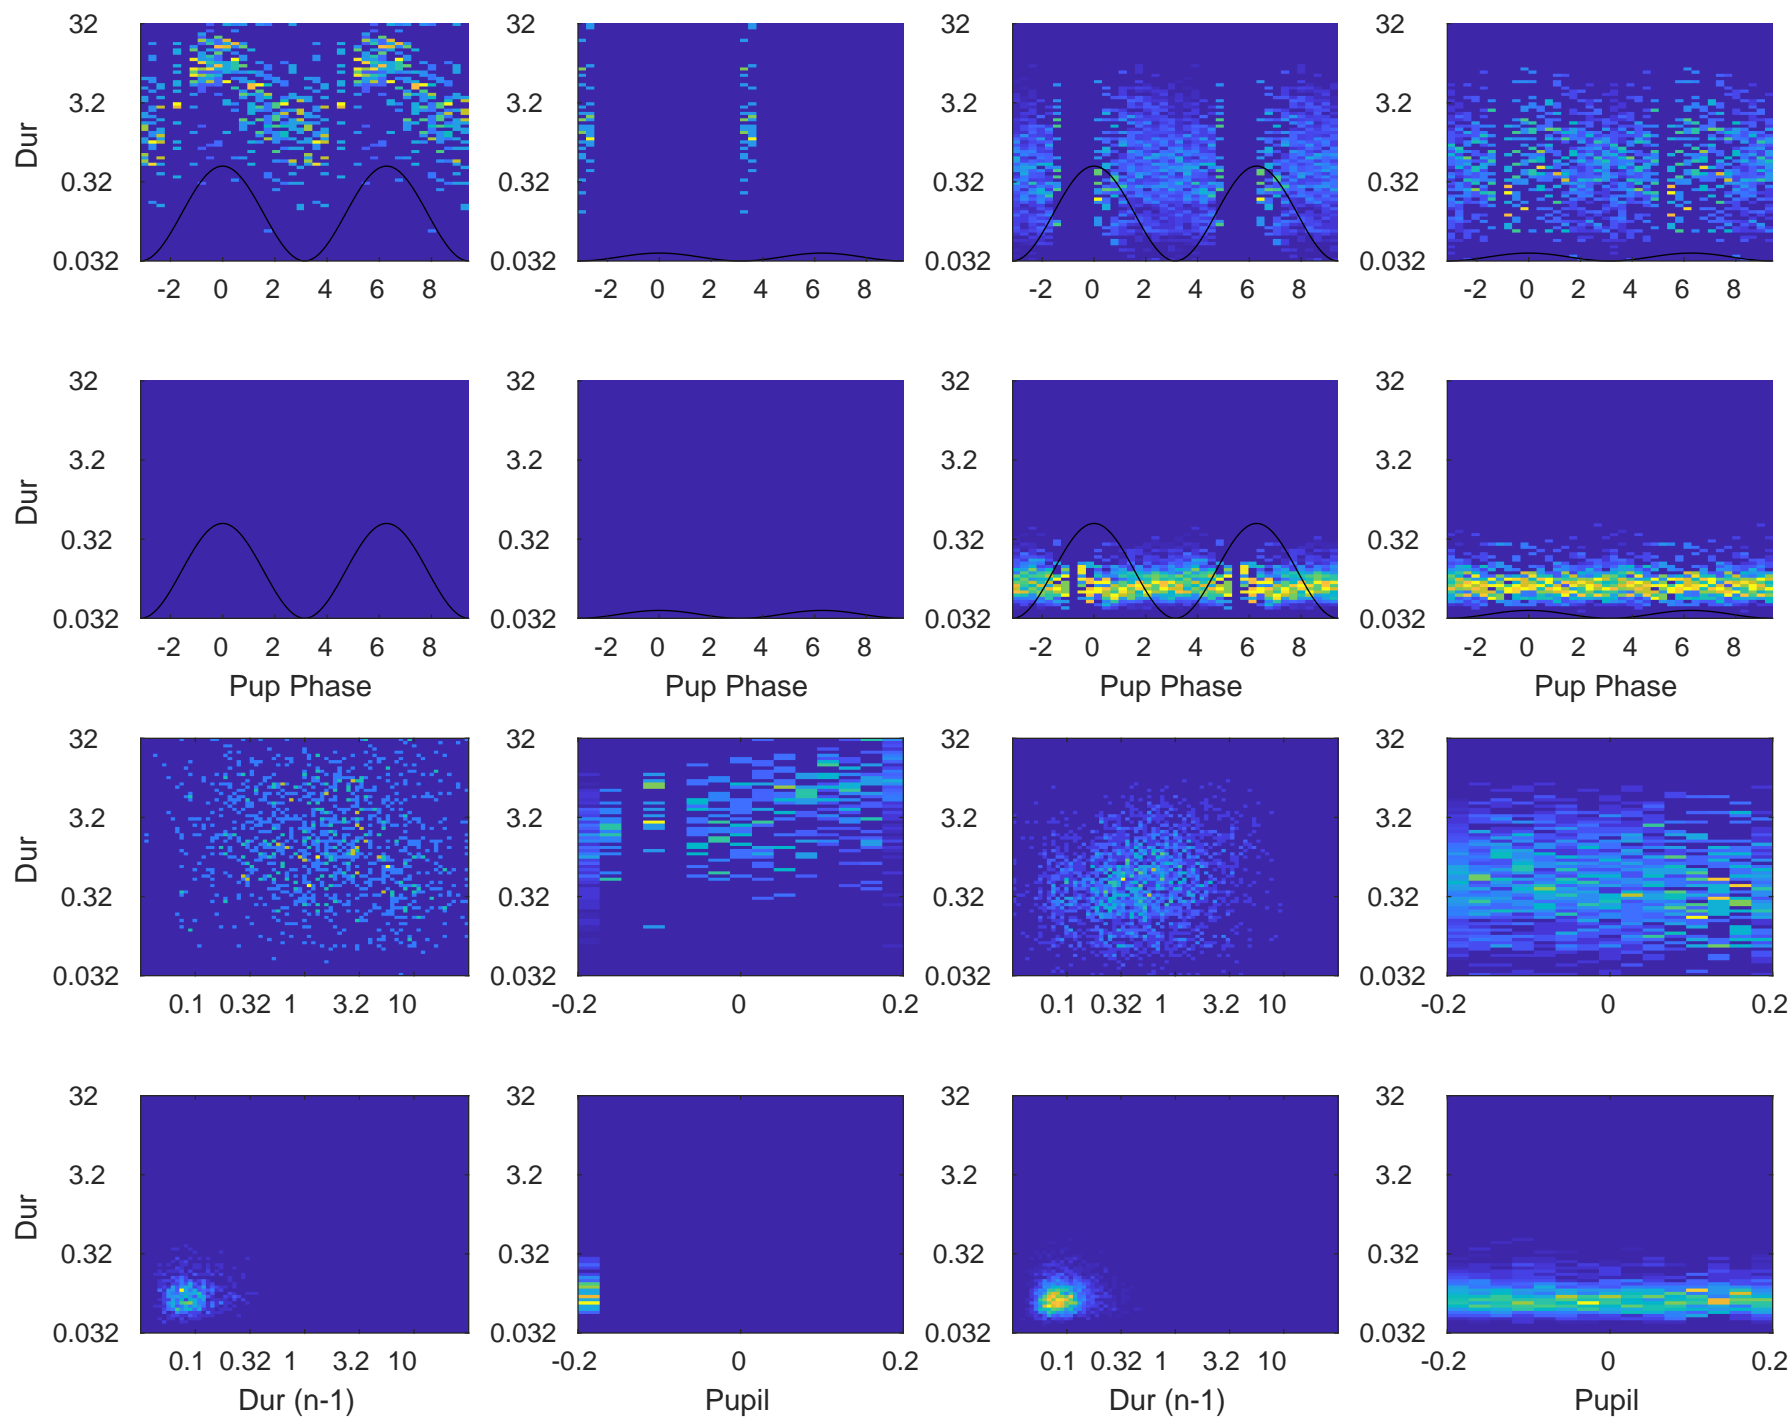 32 32 32 32
3.2 3.2 3.2 3.2
Dur
0.32 0.32 0.32 0.32
0.032 0.032 0.032 0.032
-2 0 2 4 6 8 -2 0 2 4 6 8 -2 0 2 4 6 8 -2 0 2 4 6 8
32 32 32 32
3.2 3.2 3.2 3.2
Dur
0.32 0.32 0.32 0.32
0.032 0.032 0.032 0.032
-2 0 2 4 6 8 -2 0 2 4 6 8 -2 0 2 4 6 8 -2 0 2 4 6 8
Pup Phase Pup Phase Pup Phase Pup Phase
32 32 32 32
3.2 3.2 3.2 3.2
Dur
0.32 0.32 0.32 0.32
0.032 0.032 0.032 0.032
0.1 0.32 1 3.2 10 -0.2 0 0.2 0.1 0.32 1 3.2 10 -0.2 0 0.2
32 32 32 32
3.2 3.2 3.2 3.2
Dur
0.32 0.32 0.32 0.32
0.032 0.032 0.032 0.032
0.1 0.32 1 3.2 10 -0.2 0 0.2 0.1 0.32 1 3.2 10 -0.2 0 0.2
Dur (n-1) Pupil Dur (n-1) Pupil